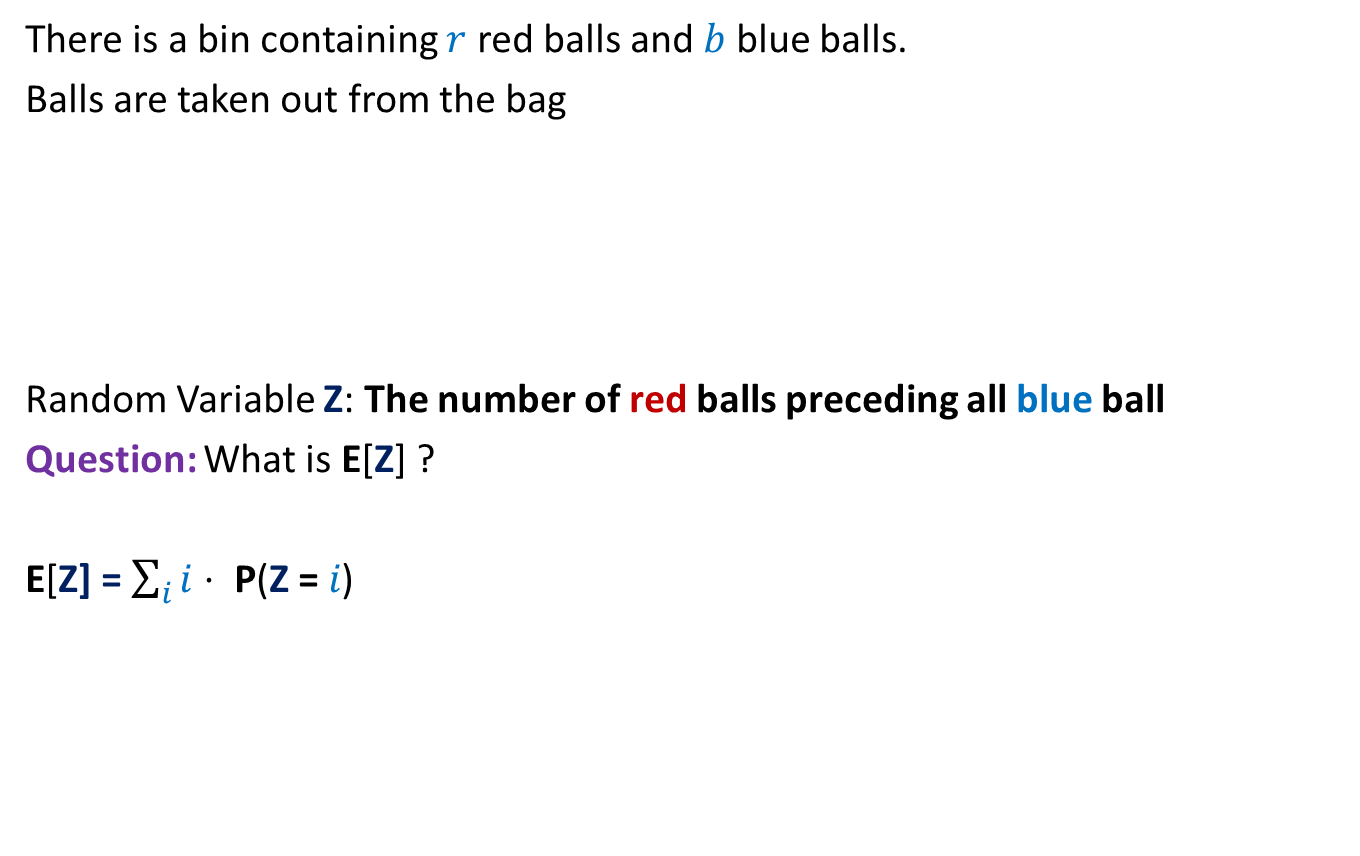 There is a bin containing r red balls and b blue balls.
Balls are taken out from the bag
Random Variable Z: The number of red balls preceding all blue ball
Question: What is E[Z] ?
E[Z] = ∑ᵢ i · P(Z = i)